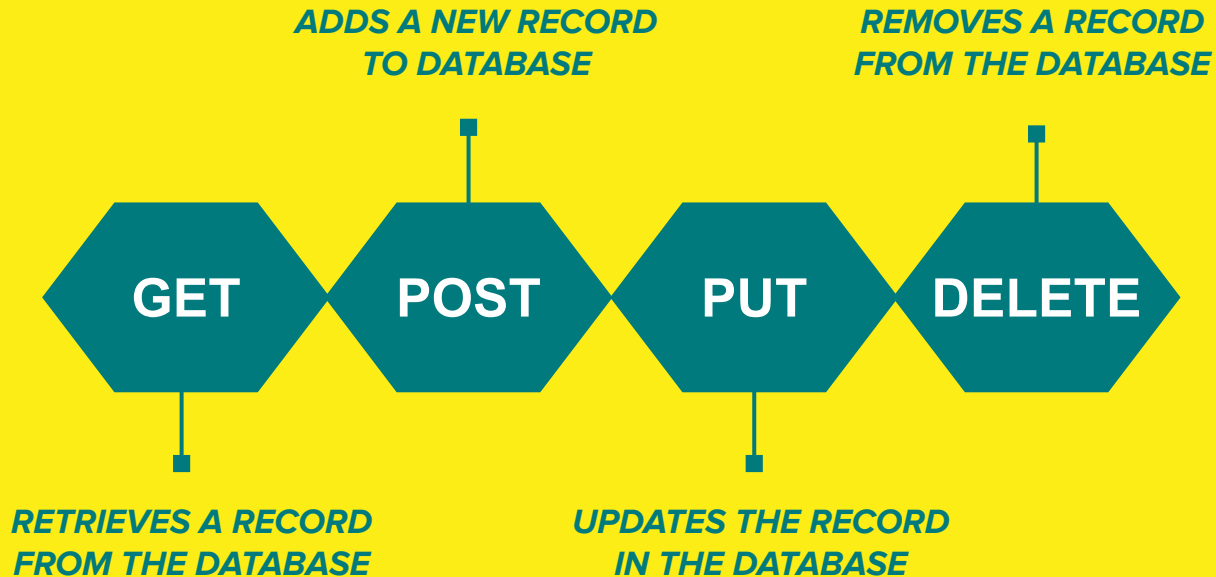 ADDS A NEW RECORD
TO DATABASE
REMOVES A RECORD
FROM THE DATABASE
GET
POST
PUT
DELETE
RETRIEVES A RECORD
FROM THE DATABASE
UPDATES THE RECORD
IN THE DATABASE